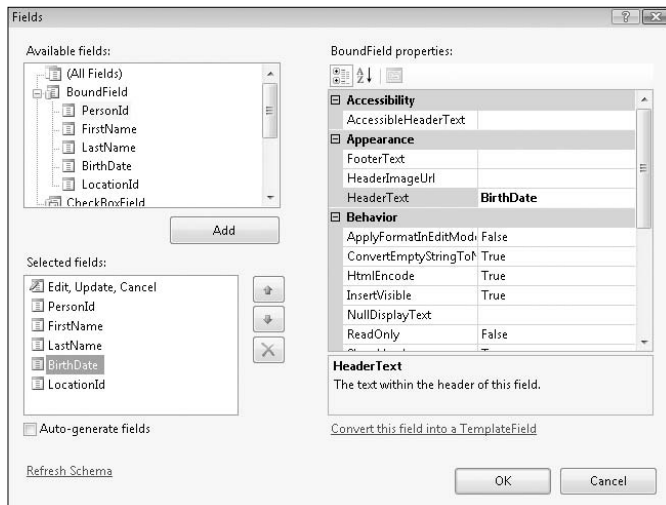 Fields
Available fields:
(All Fields)
BoundField
PersonId
FirstName
LastName
BirthDate
LocationId
CheckBoxField
Add
Selected fields:
Edit, Update, Cancel
PersonId
FirstName
LastName
BirthDate
LocationId
Auto-generate fields
Refresh Schema
BoundField properties:
Accessibility
AccessibleHeaderText
Appearance
FooterText
HeaderImageUrl
HeaderText BirthDate
Behavior
ApplyFormatInEditMode False
ConvertEmptyStringToN True
HtmlEncode True
InsertVisible True
NullDisplayText
ReadOnly False
HeaderText
The text within the header of this field.
Convert this field into a TemplateField
OK Cancel